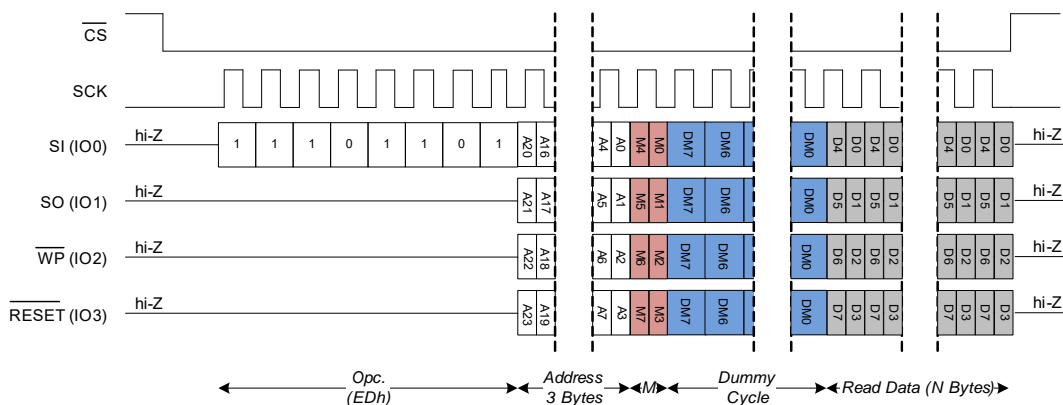 CS
SCK
SI (IO0) hi-Z 1 1 1 0 1 1 0 1 A20 A16 A4 A0 M4 M0 DM7 DM6 DM0 D4 D0 D4 D0 D4 D0 D4 D0 hi-Z
SO (IO1) hi-Z A21 A17 A5 A1 M5 M1 DM7 DM6 DM0 D5 D1 D5 D1 D5 D1 D5 D1 hi-Z
WP (IO2) hi-Z A22 A18 A6 A2 M6 M2 DM7 DM6 DM0 D6 D2 D6 D2 D6 D2 D6 D2 hi-Z
RESET (IO3) hi-Z A23 A19 A7 A3 M7 M3 DM7 DM6 DM0 D7 D3 D7 D3 D7 D3 D7 D3 hi-Z
Opc. Address M Dummy Read Data (N Bytes)
(EDh) 3 Bytes Cycle